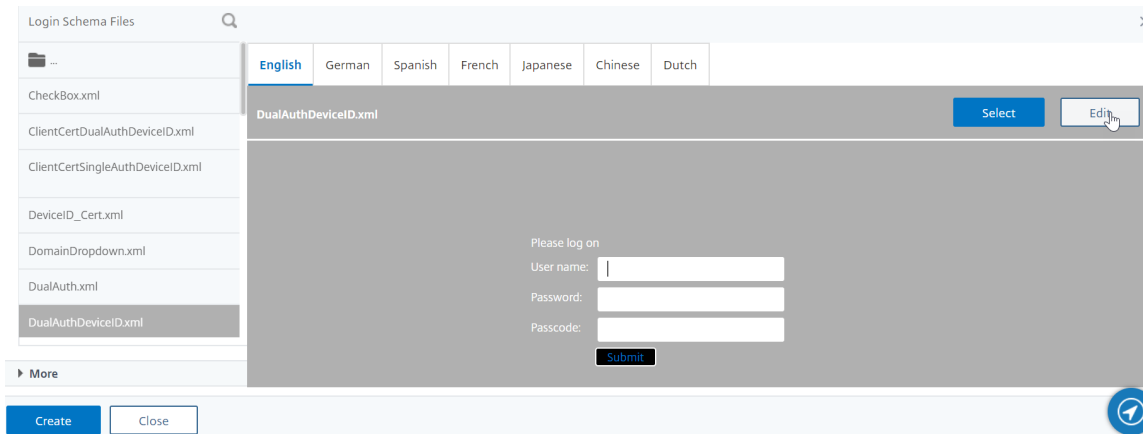 Login Schema Files
...
CheckBox.xml
ClientCertDualAuthDeviceID.xml
ClientCertSingleAuthDeviceID.xml
DeviceID_Cert.xml
DomainDropdown.xml
DualAuth.xml
DualAuthDeviceID.xml
More
English German Spanish French Japanese Chinese Dutch
DualAuthDeviceID.xml Select Edit
Please log on
User name:
Password:
Passcode:
Submit
Create Close